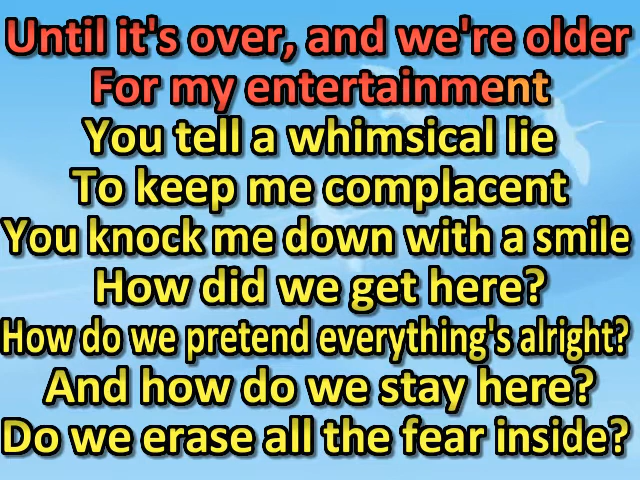 Until it's over, and we're older
For my entertainment
You tell a whimsical lie
To keep me complacent
You knock me down with a smile
How did we get here?
How do we pretend everything's alright?
And how do we stay here?
Do we erase all the fear inside?